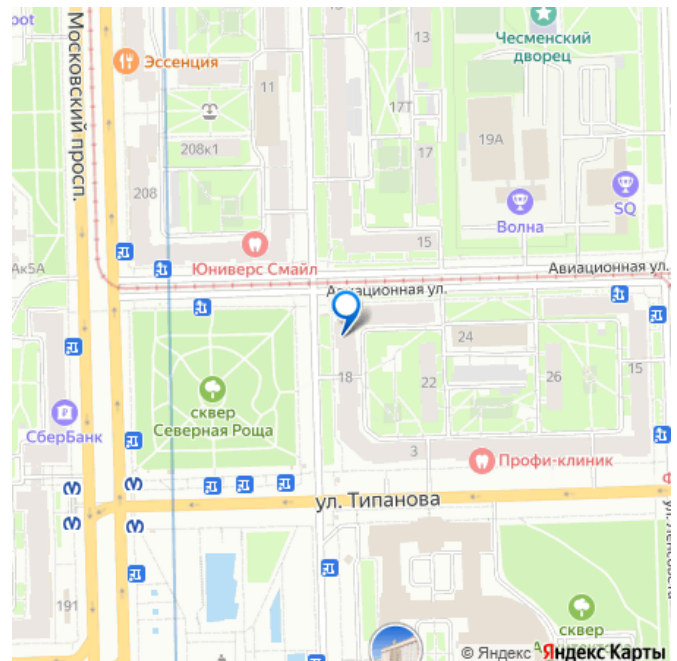 pot
Московский просп.
Эссенция
13
Чесменский
дворец
11
17Т
19А
208к1
17
208
SQ
Волна
15
Юниверс Смайл
Ак5А
Авиационная ул.
Авиационная ул.
24
18
22
26
15
сквер
Северная Роща
СберБанк
3
Профи-клиник
ул. Типанова
191
сквер
© Яндекс Яндекс Карты